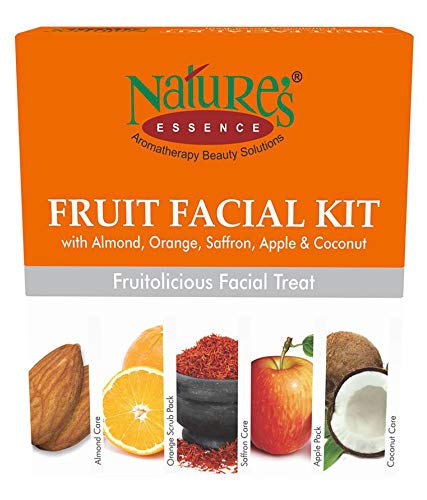 Nature's®
ESSENCE
Aromatherapy Beauty Solutions
FRUIT FACIAL KIT
with Almond, Orange, Saffron, Apple & Coconut
Fruitolicious Facial Treat
Almond Care
Orange Scrub Pack
Saffron Care
Apple Pack
Coconut Care